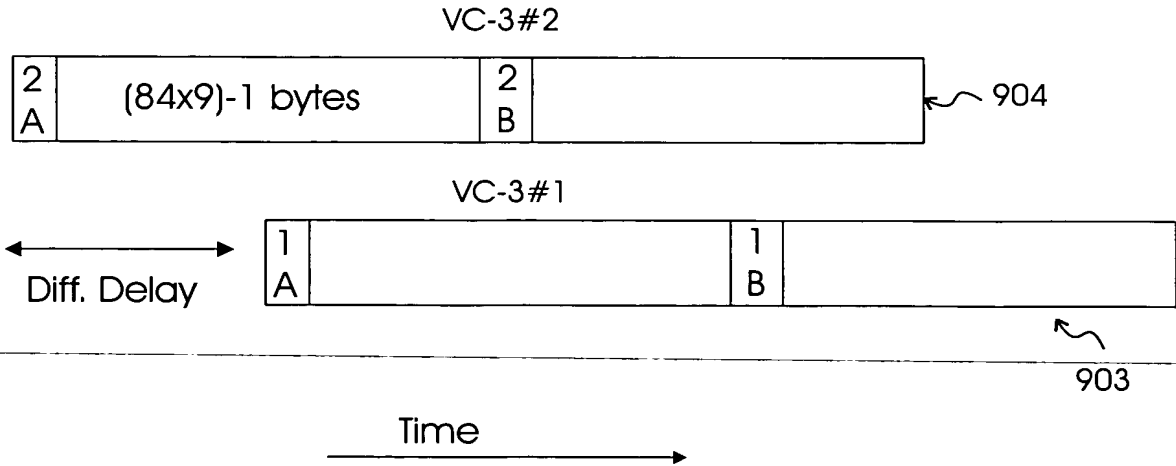 VC-3#2
2
A
(84x9)-1 bytes
2
B
904
VC-3#1
1
A
1
B
Diff. Delay
903
Time